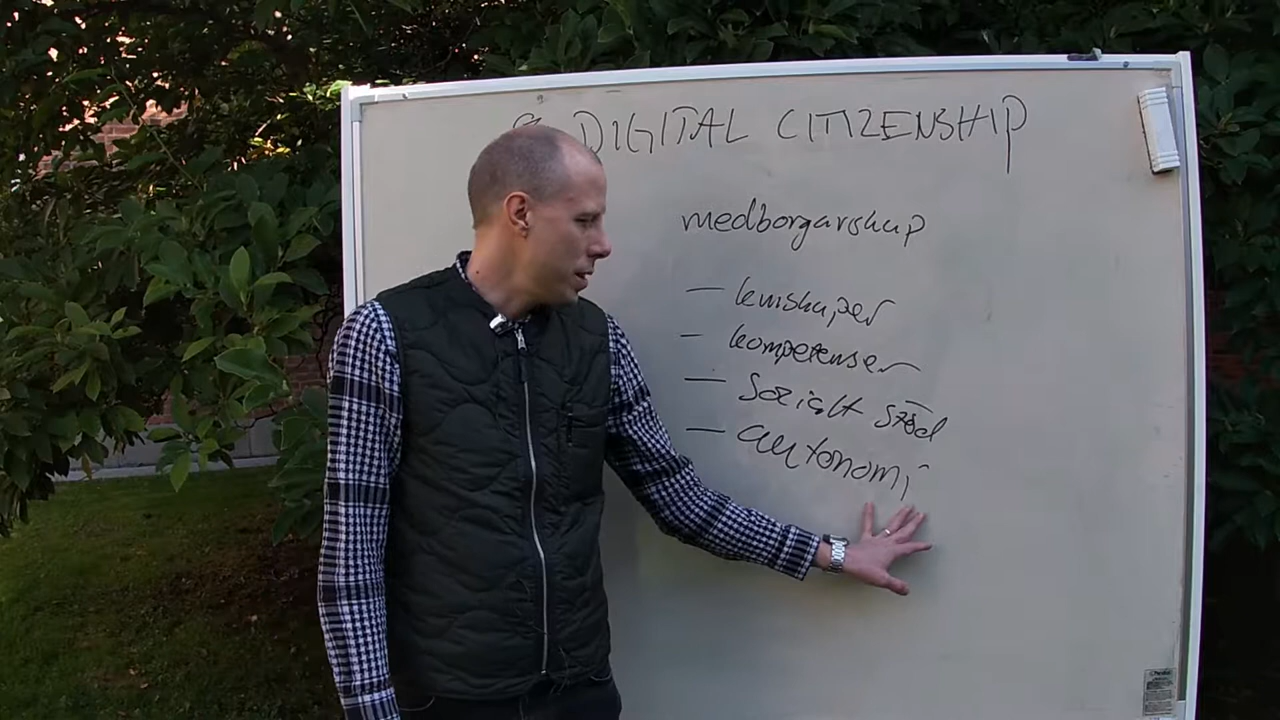 DIGITAL CITIZENSHIP
medborgarskap
— kunskaper
— kompetenser
— Socialt stöd
— autonomi